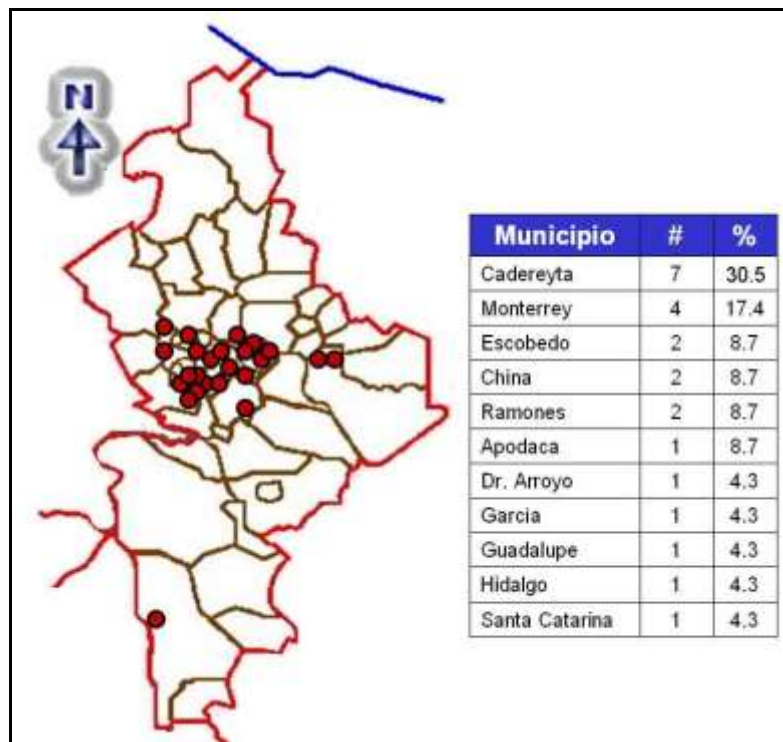 N
Municipio # %
Cadereyta 7 30.5
Monterrey 4 17.4
Escobedo 2 8.7
China 2 8.7
Ramones 2 8.7
Apodaca 1 8.7
Dr. Arroyo 1 4.3
Garcia 1 4.3
Guadalupe 1 4.3
Hidalgo 1 4.3
Santa Catarina 1 4.3